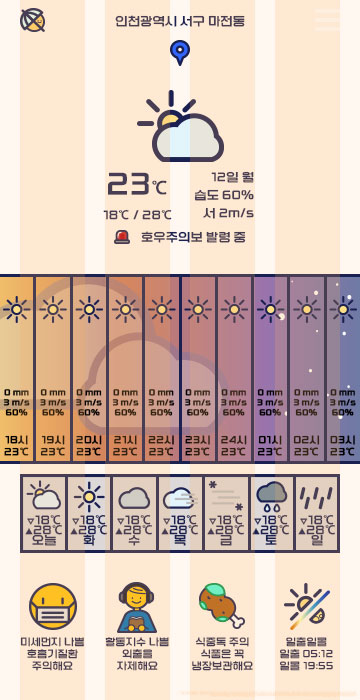 인천광역시 서구 마전동
23℃
12일 월
습도 60%
18℃ / 28℃
서 2m/s
호우주의보 발령 중
0 mm 0 mm 0 mm 0 mm 0 mm 0 mm 0 mm 0 mm 0 mm 0 mm
3 m/s 3 m/s 3 m/s 3 m/s 3 m/s 3 m/s 3 m/s 3 m/s 3 m/s 3 m/s
60% 60% 60% 60% 60% 60% 60% 60% 60% 60%
18시 19시 20시 21시 22시 23시 24시 01시 02시 03시
23℃ 23℃ 23℃ 23℃ 23℃ 23℃ 23℃ 23℃ 23℃ 23℃
▽18℃ ▽18℃ ▽18℃ ▽18℃ ▽18℃ ▽18℃ ▽18℃
▲28℃ ▲28℃ ▲28℃ ▲28℃ ▲28℃ ▲28℃ ▲28℃
오늘 화 수 목 금 토 일
미세먼지 나쁨 활동지수 나쁨 식중독 주의 일출일몰
호흡기질환 외출을 식품은 꼭 일출 05:12
주의해요 자제해요 냉장보관해요 일몰 19:55